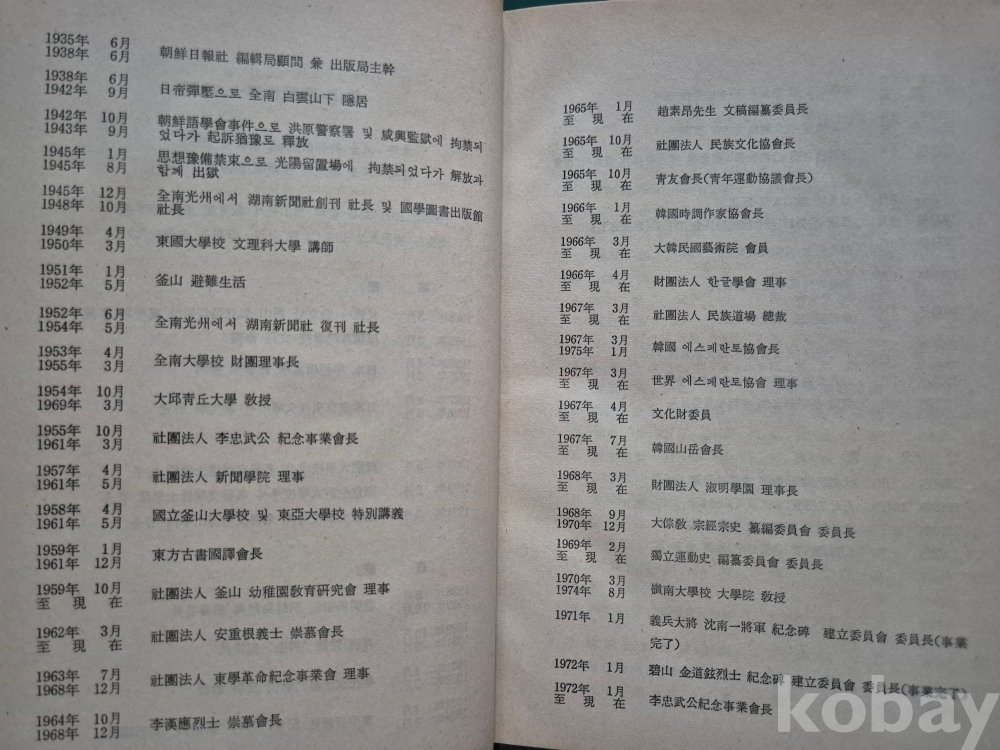 1935年 6月
1938年 6月 朝鮮日報社 編輯局顧問 兼 出版局主幹
1938年 6月
1942年 9月 日帝彈壓으로 全南 白雲山下 隱居
1942年 10月 朝鮮語學會事件으로 洪原警察署 및 咸興監獄에 拘禁되
1943年 9月 었다가 起訴猶豫로 釋放
1945年 1月 思想豫備禁束으로 光陽留置場에 拘禁되었다가 解放과
1945年 8月 함께 出獄
1945年 12月 全南光州에서 湖南新聞社創刊 社長 및 國學圖書出版館
1948年 10月 社長
1949年 4月
1950年 3月 東國大學校 文理科大學 講師
1951年 1月
1952年 5月 釜山 避難生活
1952年 6月
1954年 5月 全南光州에서 湖南新聞社 復刊 社長
1953年 4月
1955年 3月 全南大學校 財團理事長
1954年 10月
1969年 3月 大邱靑丘大學 敎授
1955年 10月
1961年 3月 社團法人 李忠武公 紀念事業會長
1957年 4月
1961年 5月 社團法人 新聞學院 理事
1958年 4月
1961年 5月 國立釜山大學校 및 東亞大學校 特別講義
1959年 1月
1961年 12月 東方古書國譯會長
1959年 10月
至 現 在 社團法人 釜山 幼稚園敎育硏究會 理事
1962年 3月
至 現 在 社團法人 安重根義士 崇慕會長
1963年 7月
1968年 12月 社團法人 東學革命紀念事業會 理事
1964年 10月
1968年 12月 李漢應烈士 崇慕會長
1965年 1月
至 現 在 趙素昻先生 文稿編纂委員長
1965年 10月
至 現 在 社團法人 民族文化協會長
1965年 10月
至 現 在 靑友會長(靑年運動協議會長)
1966年 1月
至 現 在 韓國時調作家協會長
1966年 3月
至 現 在 大韓民國藝術院 會員
1966年 4月
至 現 在 財團法人 한글學會 理事
1967年 3月
至 現 在 社團法人 民族道場 總裁
1967年 3月
1975年 1月 韓國 에스페란토協會長
1967年 3月
至 現 在 世界 에스페란토協會 理事
1967年 4月
至 現 在 文化財委員
1967年 7月
至 現 在 韓國山岳會長
1968年 3月
至 現 在 財團法人 淑明學園 理事長
1968年 9月
1970年 12月 大倧敎 宗經宗史 纂編委員會 委員長
1969年 2月
至 現 在 獨立運動史 編纂委員會 委員長
1970年 3月
1974年 8月 嶺南大學校 大學院 敎授
1971年 1月 義兵大將 沈南一將軍 紀念碑 建立委員會 委員長(事業
完了)
1972年 1月 碧山 金道鉉烈士 紀念碑 建立委員會 委員長(事業完了)
1972年 1月
至 現 在 李忠武公紀念事業會長
kobay